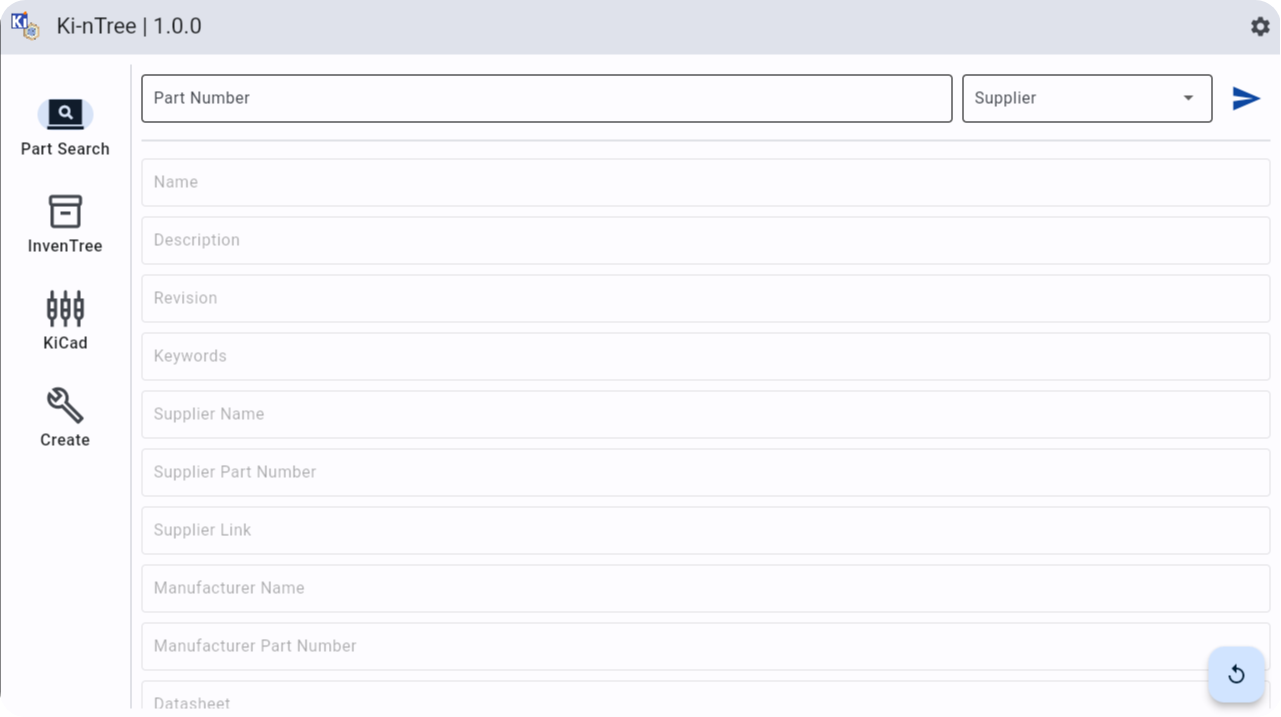 Ki
Ki-nTree | 1.0.0
Part Number
Supplier
Part Search
InvenTree
KiCad
Create
Name
Description
Revision
Keywords
Supplier Name
Supplier Part Number
Supplier Link
Manufacturer Name
Manufacturer Part Number
Datasheet